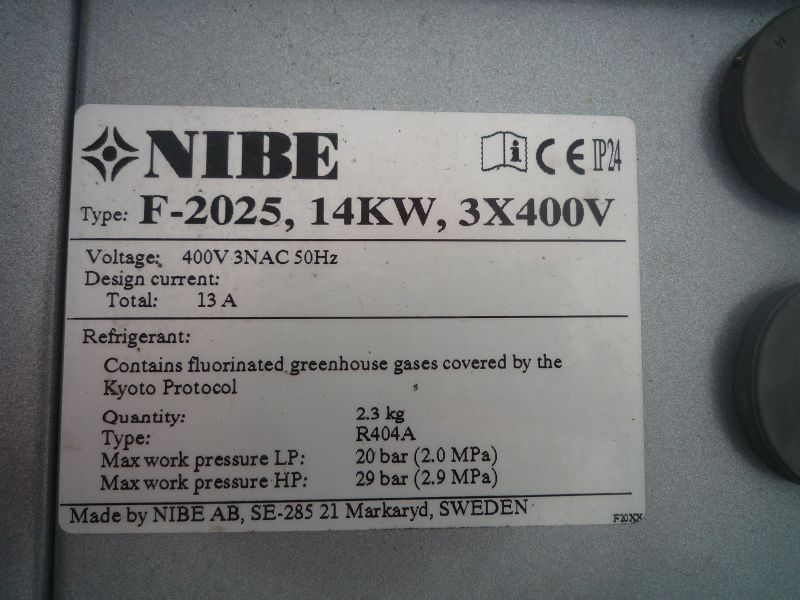 NIBE i CE IP24
Type: F-2025, 14KW, 3X400V
Voltage: 400V 3NAC 50Hz
Design current:
Total: 13 A
Refrigerant:
Contains fluorinated greenhouse gases covered by the
Kyoto Protocol
Quantity: 2.3 kg
Type: R404A
Max work pressure LP: 20 bar (2.0 MPa)
Max work pressure HP: 29 bar (2.9 MPa)
Made by NIBE AB, SE-285 21 Markaryd, SWEDEN
F20XX